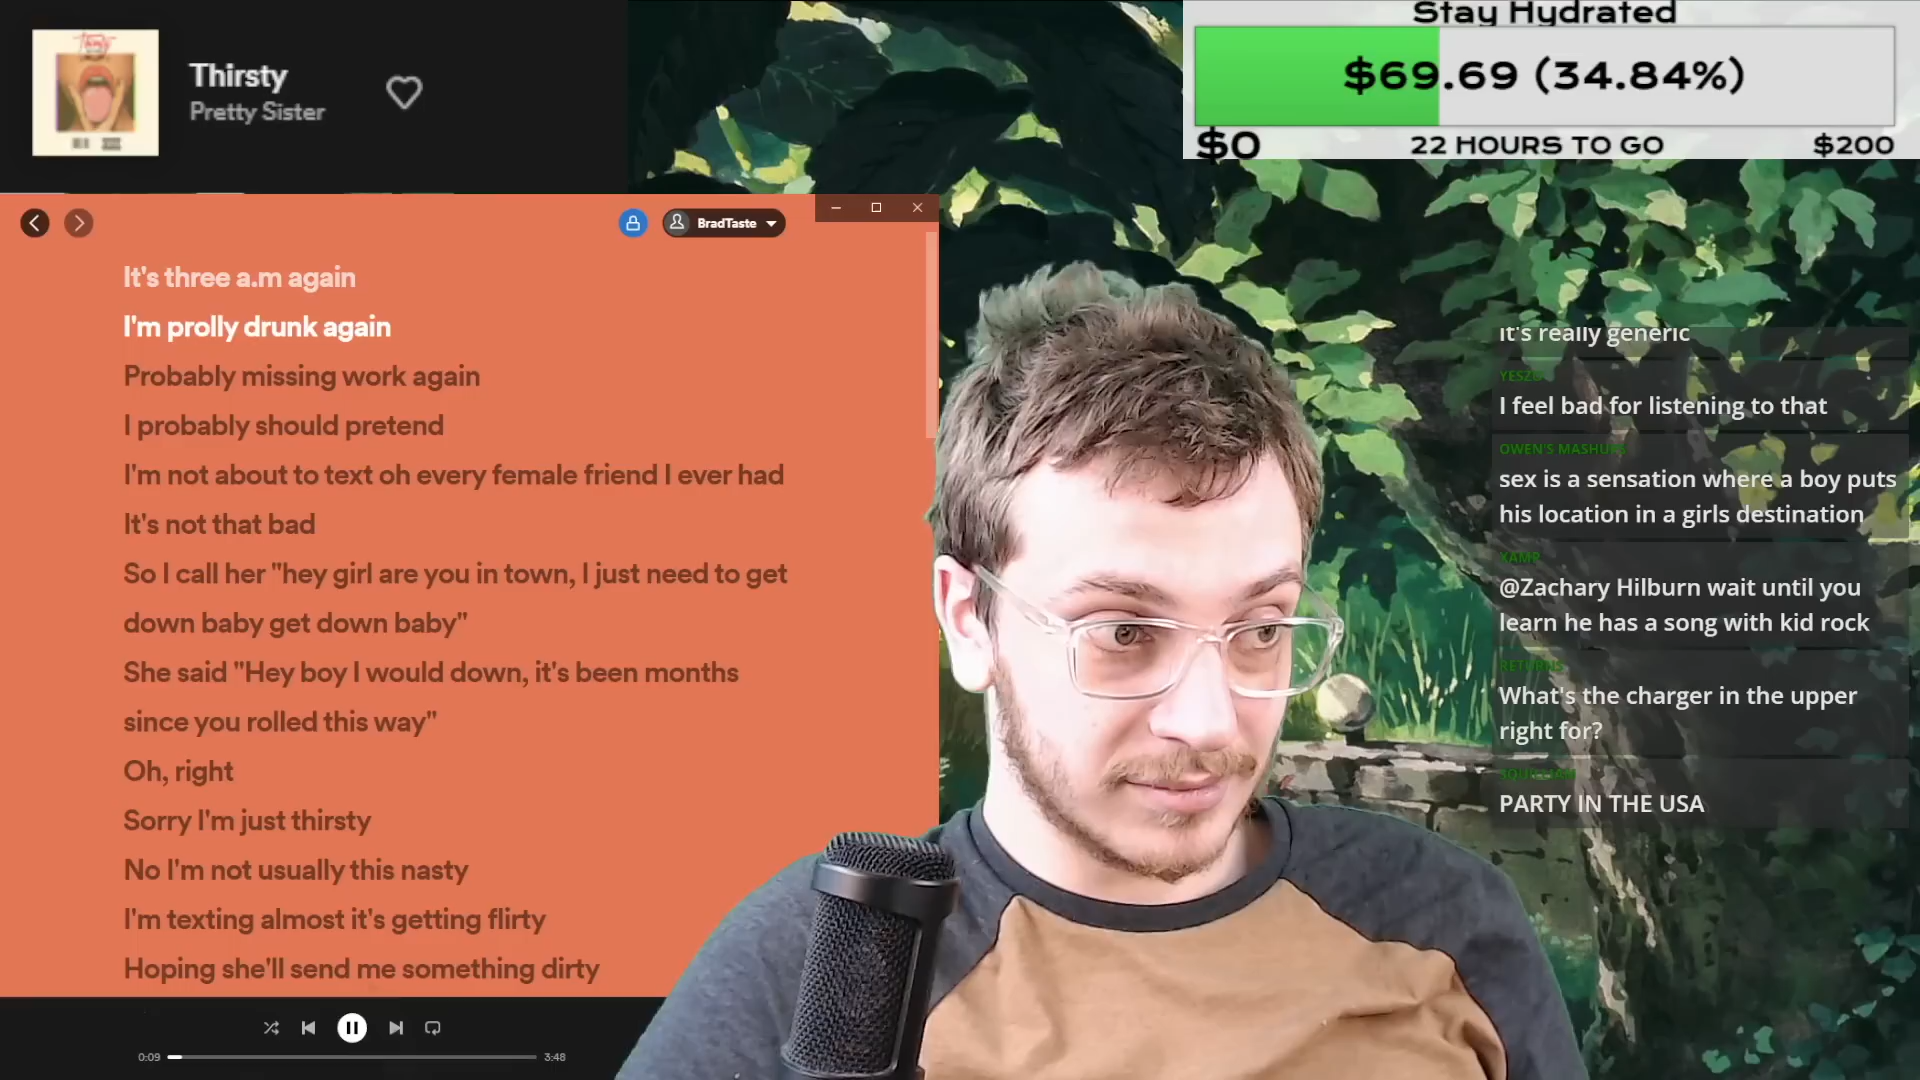 Thirsty
Pretty Sister
Stay Hydrated
$69.69 (34.84%)
$0
22 HOURS TO GO
$200
BradTaste
It's three a.m again
I'm prolly drunk again
Probably missing work again
I probably should pretend
I'm not about to text oh every female friend I ever had
It's not that bad
So I call her "hey girl are you in town, I just need to get
down baby get down baby"
She said "Hey boy I would down, it's been months
since you rolled this way"
Oh, right
Sorry I'm just thirsty
No I'm not usually this nasty
I'm texting almost it's getting flirty
Hoping she'll send me something dirty
0:09
3:48
it's really generic
I feel bad for listening to that
OWEN'S MASHUPS
sex is a sensation where a boy puts
his location in a girls destination
XAMP
@Zachary Hilburn wait until you
learn he has a song with kid rock
RETURNS
What's the charger in the upper
right for?
PARTY IN THE USA